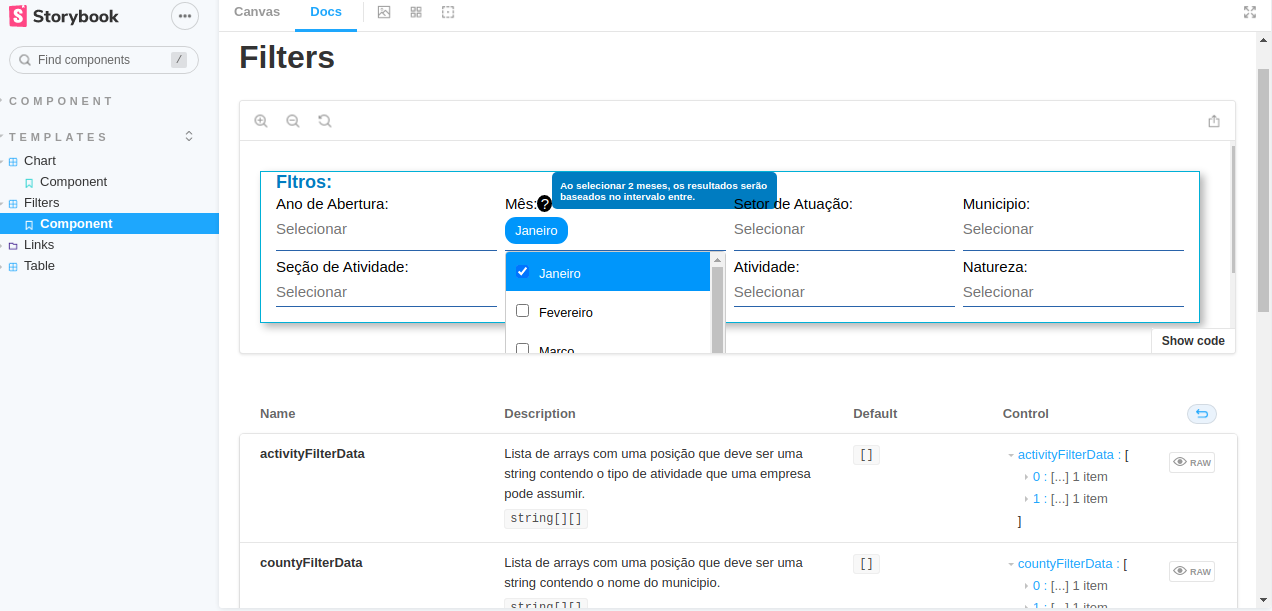 Storybook
Find components
/
COMPONENT
TEMPLATES
Chart
Component
Filters
Component
Links
Table
Canvas
Docs
Filters
FItros:
Ao selecionar 2 meses, os resultados serão
baseados no intervalo entre.
Ano de Abertura:
Mês:?
Setor de Atuação:
Municipio:
Selecionar
Janeiro
Selecionar
Selecionar
Seção de Atividade:
Janeiro
Atividade:
Natureza:
Selecionar
Selecionar
Selecionar
Fevereiro
Março
Show code
Name
Description
Default
Control
activityFilterData
Lista de arrays com uma posição que deve ser uma
string contendo o tipo de atividade que uma empresa
pode assumir.
string[][]
[]
activityFilterData : [
0 : [...] 1 item
1 : [...] 1 item
]
RAW
countyFilterData
Lista de arrays com uma posição que deve ser uma
string contendo o nome do municipio.
string[][]
[]
countyFilterData : [
0 : [...] 1 item
1 : [...] 1 item
RAW